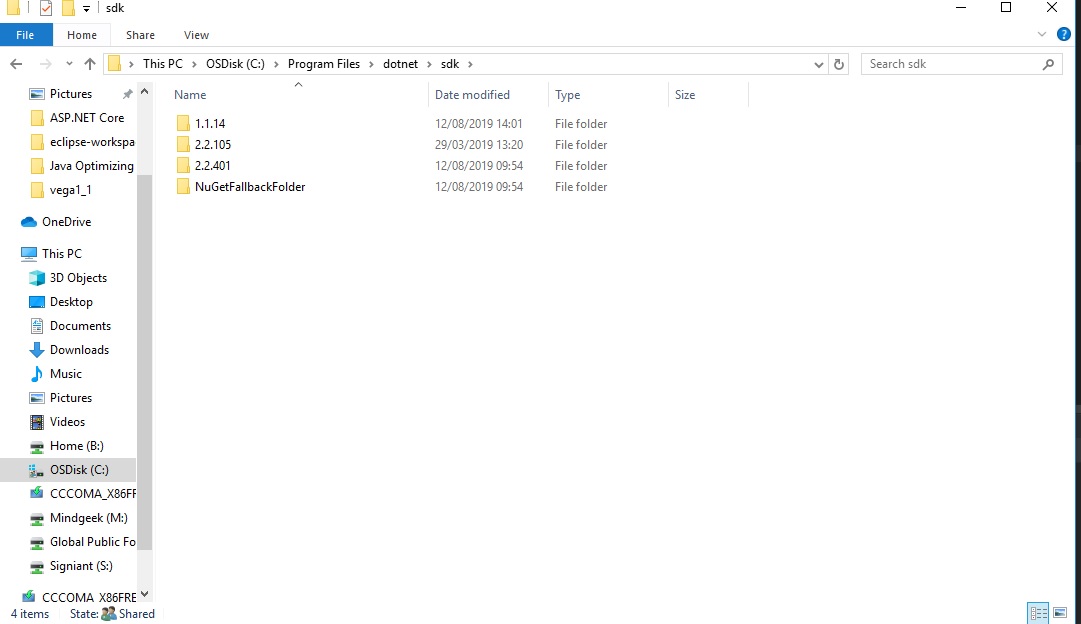 sdk
File Home Share View
This PC OSDisk (C:) Program Files dotnet sdk Search sdk
Name Date modified Type Size
1.1.14 12/08/2019 14:01 File folder
2.2.105 29/03/2019 13:20 File folder
2.2.401 12/08/2019 09:54 File folder
NuGetFallbackFolder 12/08/2019 09:54 File folder
Pictures
ASP.NET Core
eclipse-workspa
Java Optimizing
vega1_1
OneDrive
This PC
3D Objects
Desktop
Documents
Downloads
Music
Pictures
Videos
Home (B:)
OSDisk (C:)
CCCOMA_X86FF
Mindgeek (M:)
Global Public Fo
Signiant (S:)
CCCOMA_X86FRE
4 items State: Shared